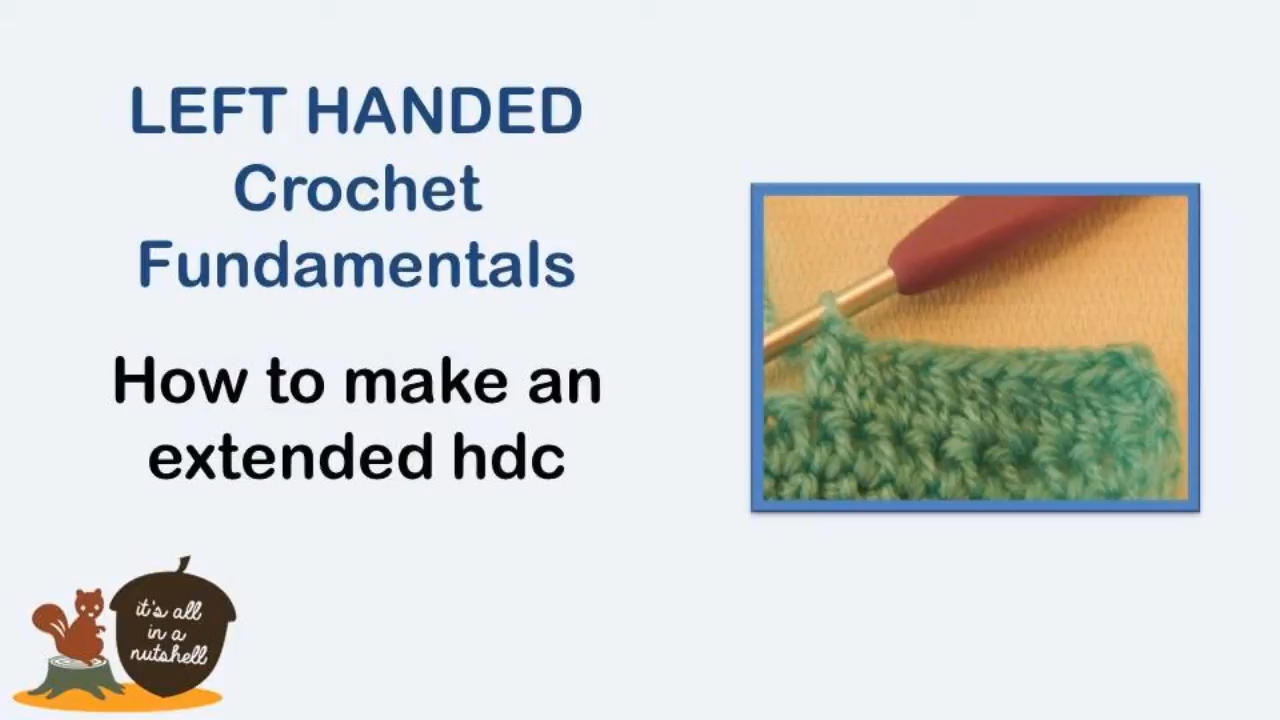 LEFT HANDED
Crochet
Fundamentals
How to make an
extended hdc
it's all
in a
nutshell